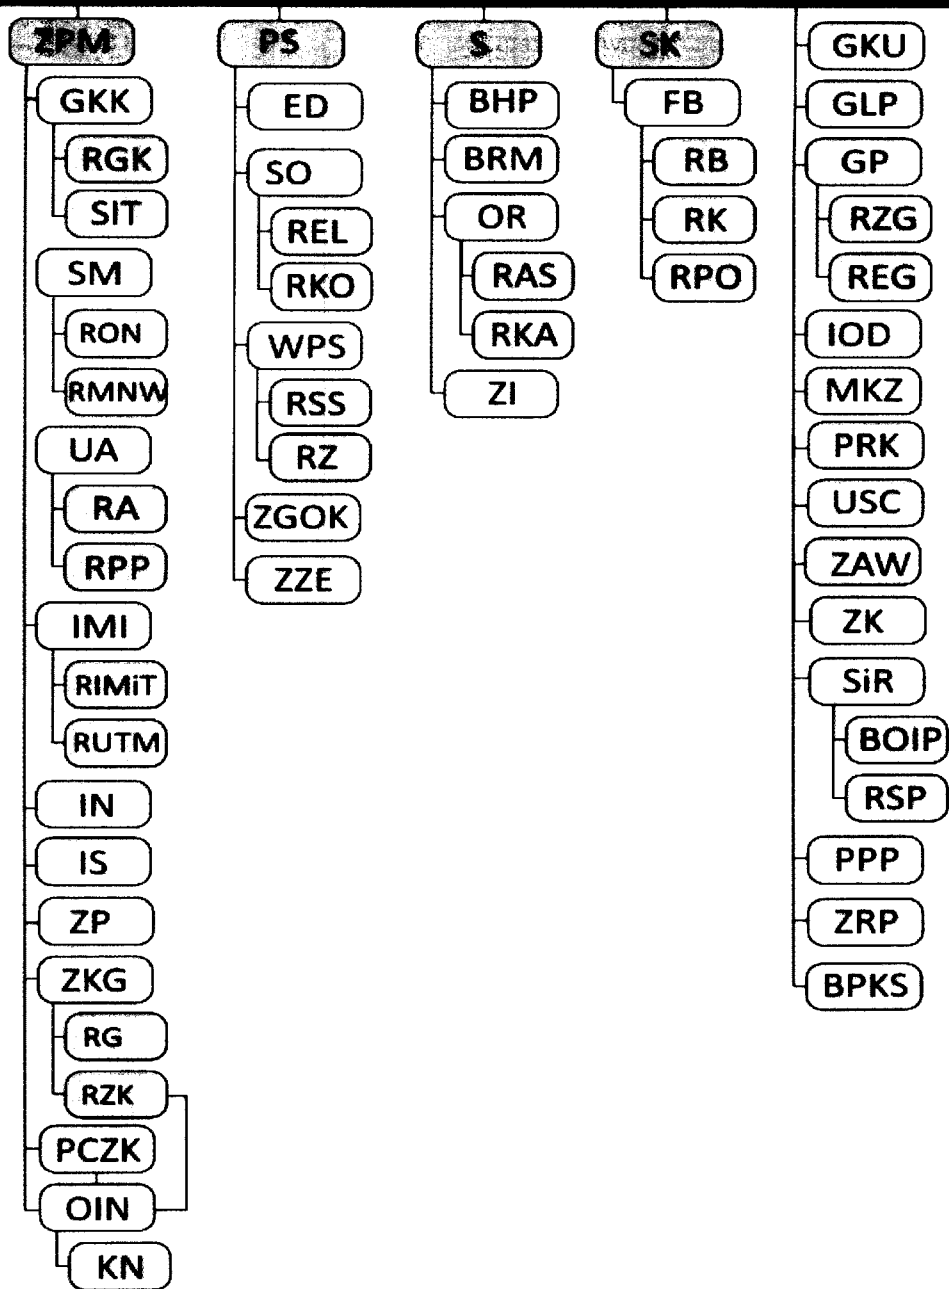 ZPM
GKK
RGK
SIT
SM
RON
RMNW
UA
RA
RPP
IMI
RIMiT
RUTM
IN
IS
ZP
ZKG
RG
RZK
PCZK
OIN
KN
PS
ED
SO
REL
RKO
WPS
RSS
RZ
ZGOK
ZZE
S
BHP
BRM
OR
RAS
RKA
ZI
SK
FB
RB
RK
RPO
GKU
GLP
GP
RZG
REG
IOD
MKZ
PRK
USC
ZAW
ZK
SiR
BOIP
RSP
PPP
ZRP
BPKS